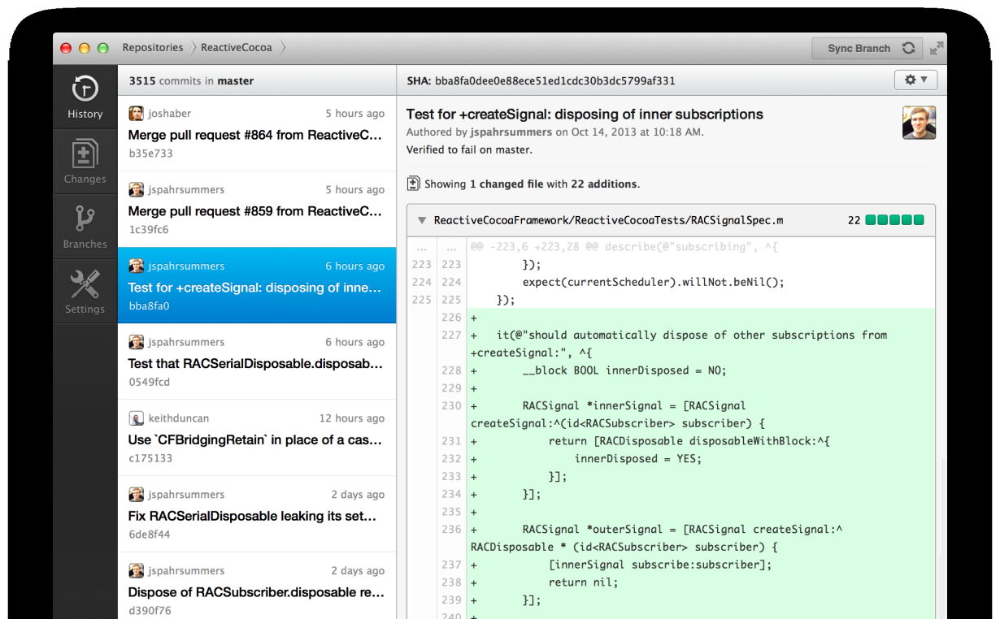 Repositories
ReactiveCocoa
Sync Branch
History
Changes
Branches
Settings
3515 commits in master
joshaber 5 hours ago
Merge pull request #864 from ReactiveC...
b35e733
jspahrsummers 5 hours ago
Merge pull request #859 from ReactiveC...
1c39fc6
jspahrsummers 6 hours ago
Test for +createSignal: disposing of inne...
bba8fa0
jspahrsummers 6 hours ago
Test that RACSerialDisposable.disposab...
0549fcd
keithduncan 12 hours ago
Use `CFBridgingRetain` in place of a cas...
c175133
jspahrsummers 2 days ago
Fix RACSerialDisposable leaking its set...
6de8f44
jspahrsummers 2 days ago
Dispose of RACSubscriber.disposable re...
d390f76
SHA: bba8fa0dee0e88ece51ed1cdc30b3dc5799af331
Test for +createSignal: disposing of inner subscriptions
Authored by jspahrsummers on Oct 14, 2013 at 10:18 AM.
Verified to fail on master.
Showing 1 changed file with 22 additions.
ReactiveCocoaFramework/ReactiveCocoaTests/RACSignalSpec.m 22
... ... @@ -223,6 +223,28 @@ describe(@"subscribing", ^{
223 223 });
224 224 expect(currentScheduler).willNot.beNil();
225 225 });
226 +
227 + it(@"should automatically dispose of other subscriptions from
+createSignal:", ^{
228 + __block BOOL innerDisposed = NO;
229 +
230 + RACSignal *innerSignal = [RACSignal
createSignal:^(id<RACSubscriber> subscriber) {
231 + return [RACDisposable disposableWithBlock:^{
232 + innerDisposed = YES;
233 + }];
234 + }];
235 +
236 + RACSignal *outerSignal = [RACSignal createSignal:^
RACDisposable * (id<RACSubscriber> subscriber) {
237 + [innerSignal subscribe:subscriber];
238 + return nil;
239 + }];
240 +